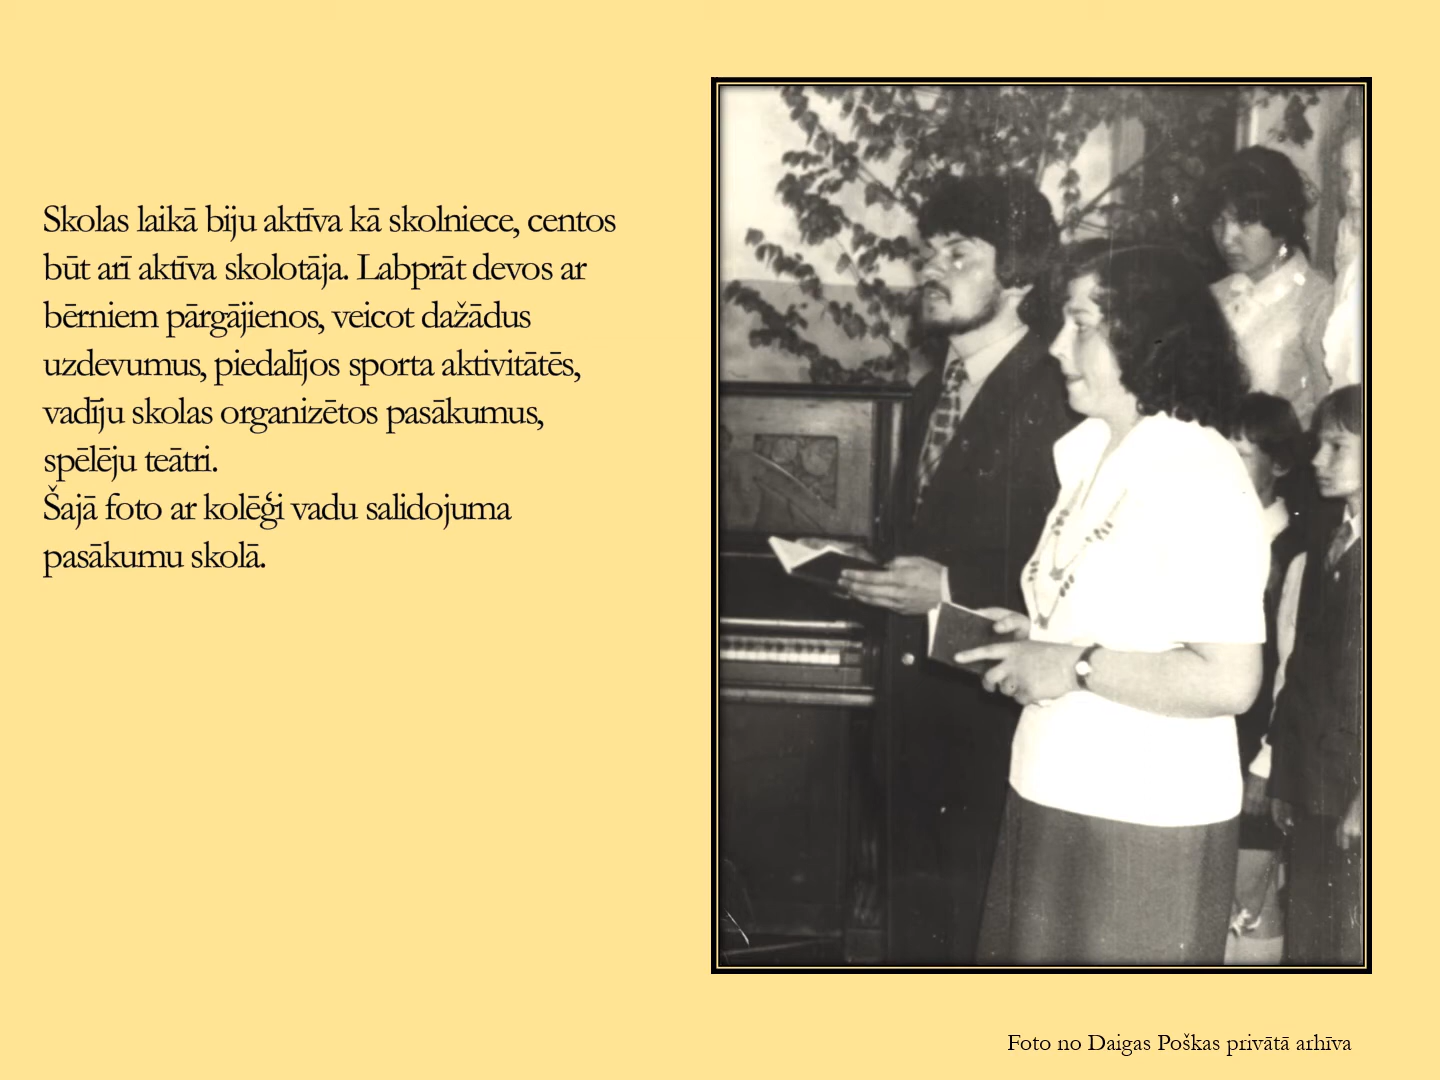 Skolas laikā biju aktīva kā skolniece, centos
būt arī aktīva skolotāja. Labprāt devos ar
bērniem pārgājienos, veicot dažādus
uzdevumus, piedalījos sporta aktivitātēs,
vadīju skolas organizētos pasākumus,
spēlēju teātri.
Šajā foto ar kolēģi vadu salidojuma
pasākumu skolā.
Foto no Daigas Poškas privātā arhīva